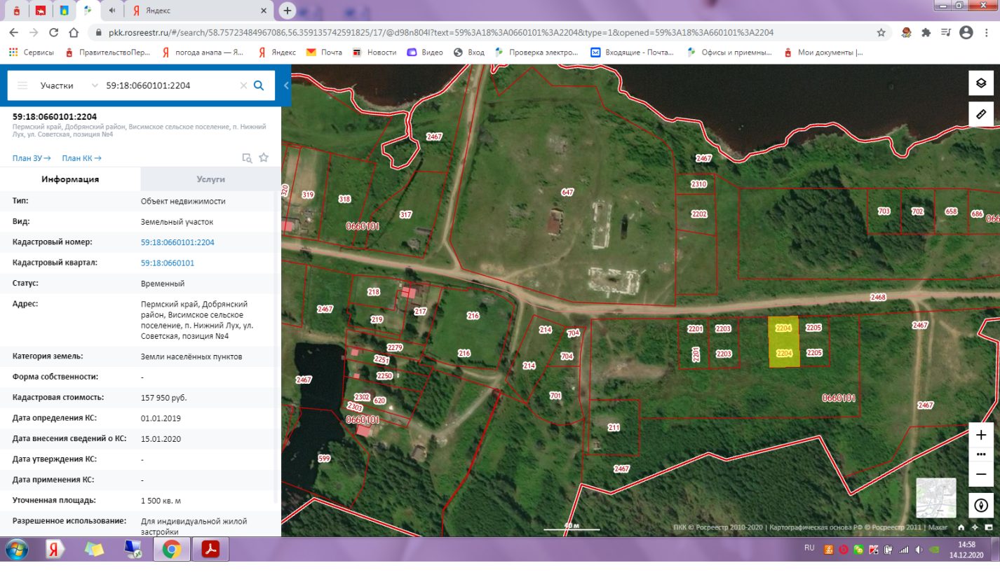 Яндекс
pkk.rosreestr.ru/#/search/58.75723484967086,56.359135742591825/17/@d98n804l?text=59%3A18%3A0660101%3A2204&type=1&opened=59%3A18%3A660101%3A2204
Сервисы
ПравительствоПер...
погода анапа — Я...
Яндекс
Почта
Новости
Видео
Вход
Проверка электро...
Входящие - Почта...
Офисы и приемны...
Мои документы |...
Участки
59:18:0660101:2204
59:18:0660101:2204
Пермский край, Добрянский район, Висимское сельское поселение, п. Нижний
Лух, ул. Советская, позиция №4
План ЗУ →
План КК →
Информация
Услуги
Тип:
Объект недвижимости
Вид:
Земельный участок
Кадастровый номер:
59:18:0660101:2204
Кадастровый квартал:
59:18:0660101
Статус:
Временный
Адрес:
Пермский край, Добрянский
район, Висимское сельское
поселение, п. Нижний Лух, ул.
Советская, позиция №4
Категория земель:
Земли населённых пунктов
Форма собственности:
-
Кадастровая стоимость:
157 950 руб.
Дата определения КС:
01.01.2019
Дата внесения сведений о КС:
15.01.2020
Дата утверждения КС:
-
Дата применения КС:
-
Уточненная площадь:
1 500 кв. м
Разрешенное использование:
Для индивидуальной жилой
застройки
2467
2467
320
319
318
317
647
2310
2202
703
702
658
686
066
0660101
218
2467
219
217
216
216
2468
214
704
704
214
701
2201
2203
2204
2205
2467
2201
2203
2204
2205
2279
2251
2250
2467
2302
620
2303
0660101
0660101
2467
211
599
2467
40 м
ПКК © Росреестр 2010-2020 | Картографическая основа РФ © Росреестр 2011 | Maxar
RU
14:58
14.12.2020